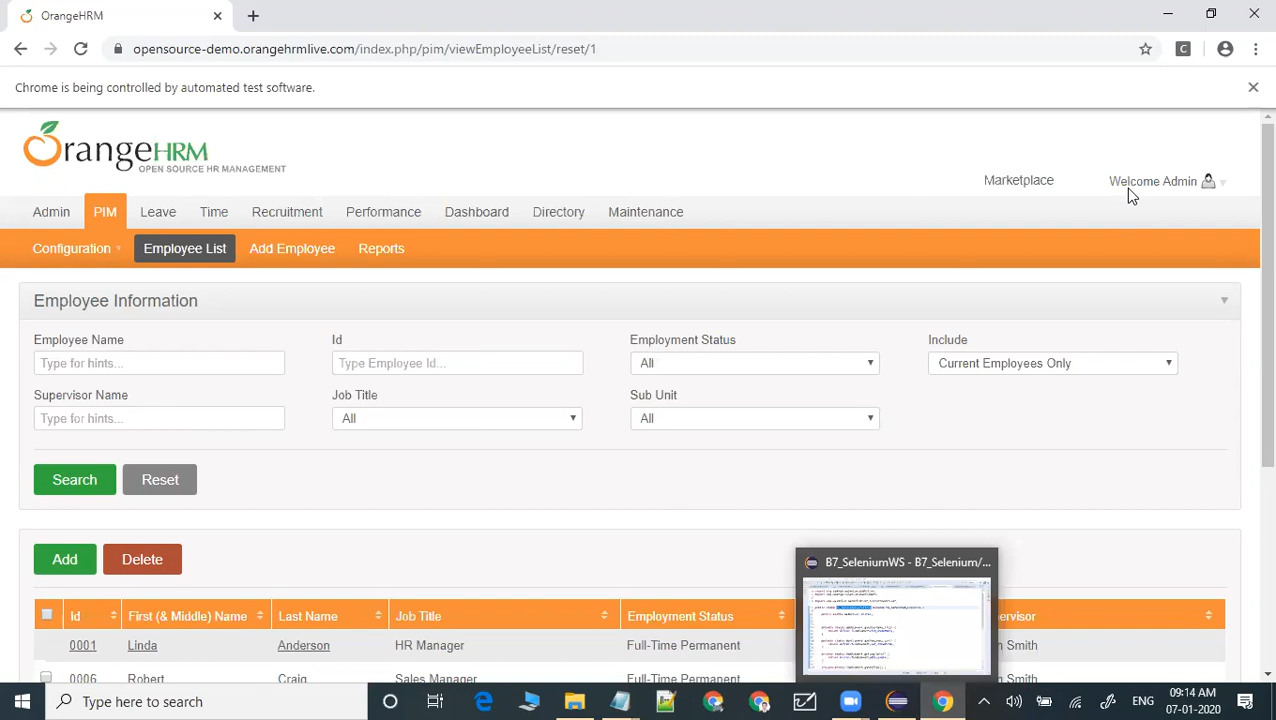 OrangeHRM
opensource-demo.orangehrmlive.com/index.php/pim/viewEmployeeList/reset/1
C
Chrome is being controlled by automated test software.
OrangeHRM
OPEN SOURCE HR MANAGEMENT
Marketplace
Welcome Admin
Admin PIM Leave Time Recruitment Performance Dashboard Directory Maintenance
Configuration Employee List Add Employee Reports
Employee Information
Employee Name Id Employment Status Include
Type for hints... Type Employee Id... All Current Employees Only
Supervisor Name Job Title Sub Unit
Type for hints... All All
Search Reset
Add Delete
B7_SeleniumWS - B7_Selenium/...
Id Name Last Name Job Title Employment Status
0001 Anderson HR Manager Full-Time Permanent Smith
0006 Robert Craig Sales Manager Full-Time Permanent Smith
Type here to search
ENG
09:14 AM
07-01-2020